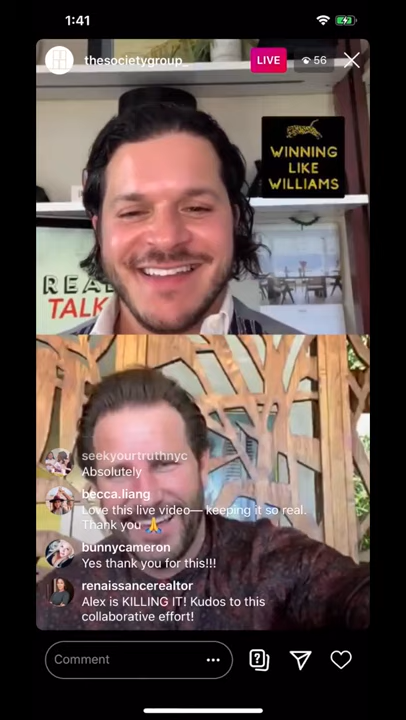 1:41
thesocietygroup_
LIVE
56
WINNING
LIKE
WILLIAMS
REAL
TALK
seekyourtruthnyc
Absolutely
becca.liang
Love this live video— keeping it so real.
Thank you 🙏
bunnycameron
Yes thank you for this!!!
renaissancerealtor
Alex is KILLING IT! Kudos to this
collaborative effort!
Comment